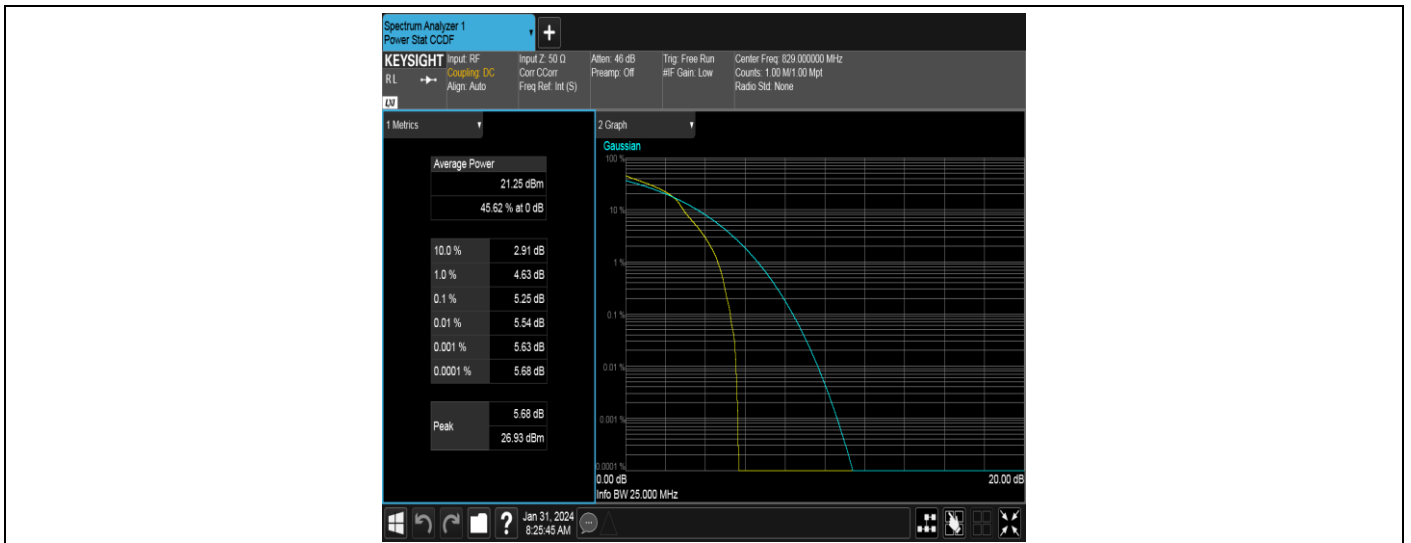 Spectrum Analyzer 1
Power Stat CCDF
+
KEYSIGHT
RL
LXI
Input: RF
Coupling: DC
Align: Auto
Input Z: 50 Ω
Corr CCorr
Freq Ref: Int (S)
Atten: 46 dB
Preamp: Off
Trig: Free Run
#IF Gain: Low
Center Freq: 829.000000 MHz
Counts: 1.00 M/1.00 Mpt
Radio Std: None
1 Metrics
Average Power
21.25 dBm
45.62 % at 0 dB
10.0 % 2.91 dB
1.0 % 4.63 dB
0.1 % 5.25 dB
0.01 % 5.54 dB
0.001 % 5.63 dB
0.0001 % 5.68 dB
Peak
5.68 dB
26.93 dBm
2 Graph
Gaussian
100 %
10 %
1 %
0.1 %
0.01 %
0.001 %
0.0001 %
0.00 dB 20.00 dB
Info BW 25.000 MHz
?
Jan 31, 2024
8:25:45 AM